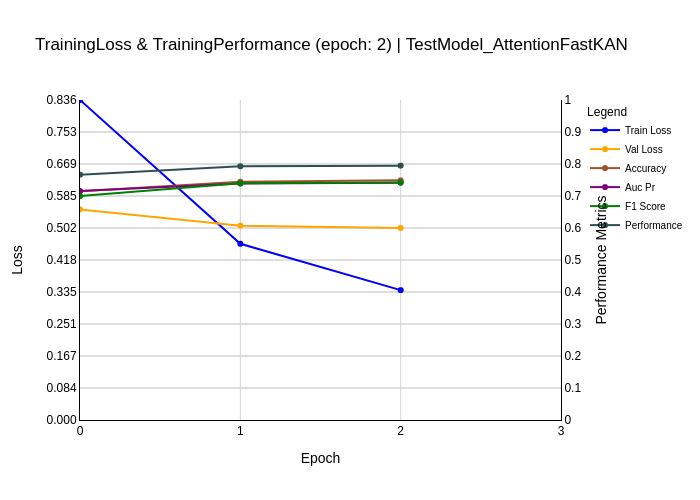 TrainingLoss & TrainingPerformance (epoch: 2) | TestModel_AttentionFastKAN
0.836
0.753
0.669
0.585
0.502
0.418
0.335
0.251
0.167
0.084
0.000
Loss
0
1
2
3
Epoch
1
0.9
0.8
0.7
0.6
0.5
0.4
0.3
0.2
0.1
0
Performance Metrics
Legend
Train Loss
Val Loss
Accuracy
Auc Pr
F1 Score
Performance